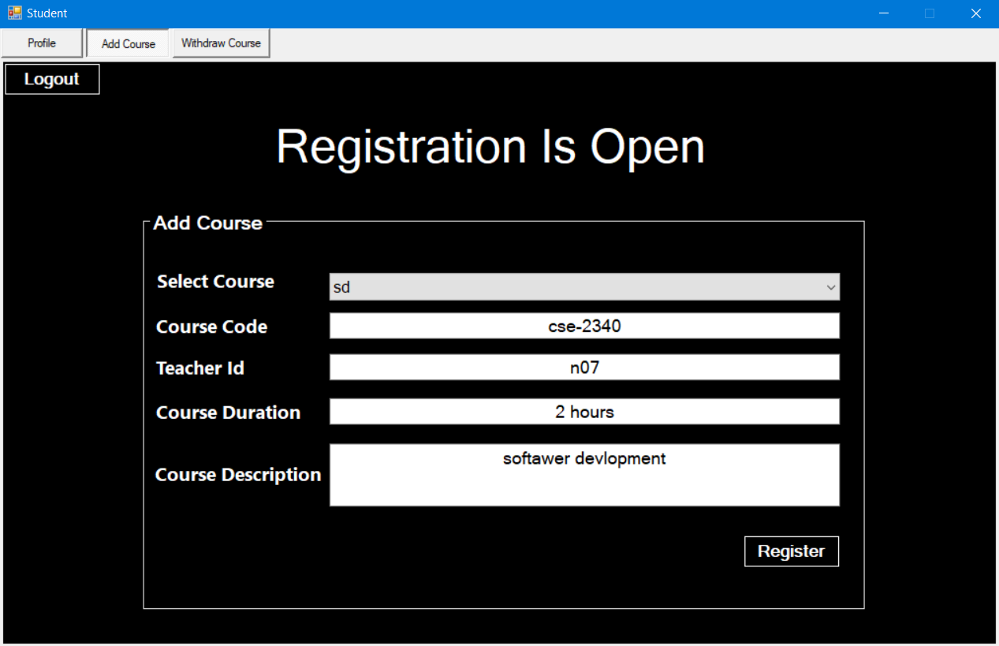 Student
Profile Add Course Withdraw Course
Logout
Registration Is Open
Add Course
Select Course sd
Course Code cse-2340
Teacher Id n07
Course Duration 2 hours
Course Description softawer devlopment
Register